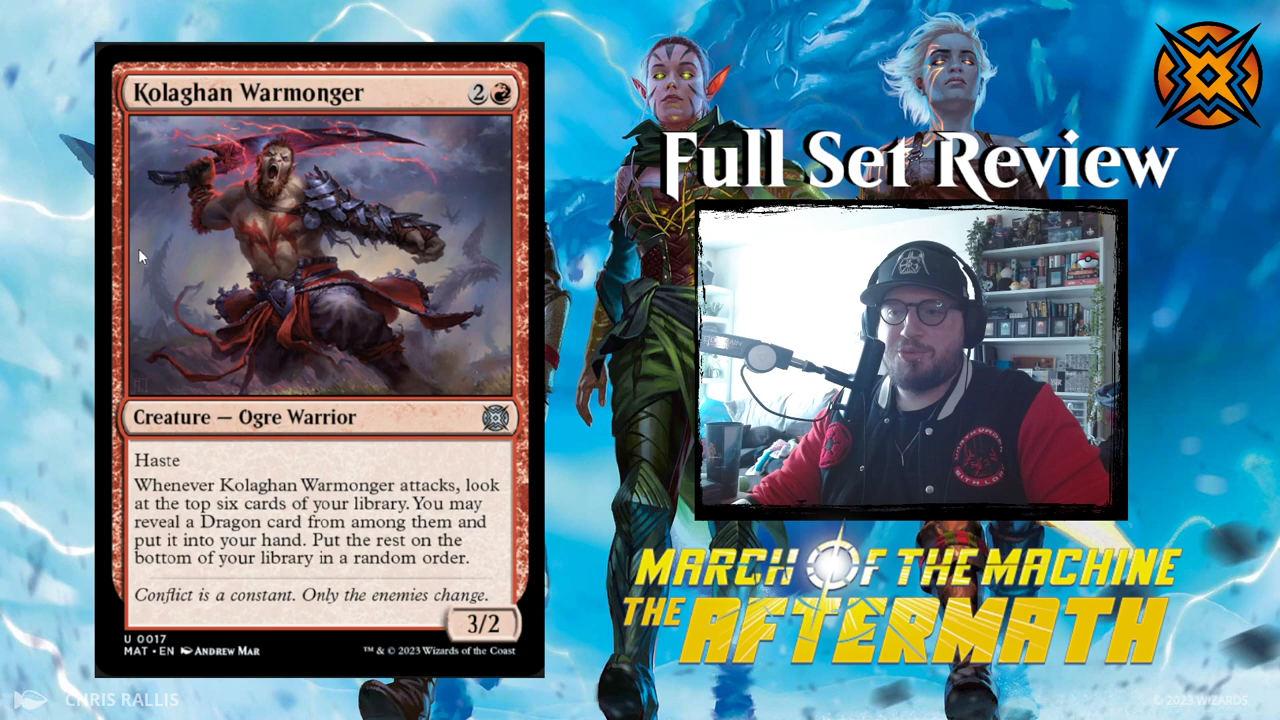 Kolaghan Warmonger
2
Creature — Ogre Warrior
Haste
Whenever Kolaghan Warmonger attacks, look
at the top six cards of your library. You may
reveal a Dragon card from among them and
put it into your hand. Put the rest on the
bottom of your library in a random order.
Conflict is a constant. Only the enemies change.
3/2
U 0017
MAT • EN Andrew Mar
™ & © 2023 Wizards of the Coast
Full Set Review
MARCH OF THE MACHINE
THE AFTERMATH
CHRIS RALLIS
© 2023 WIZARDS